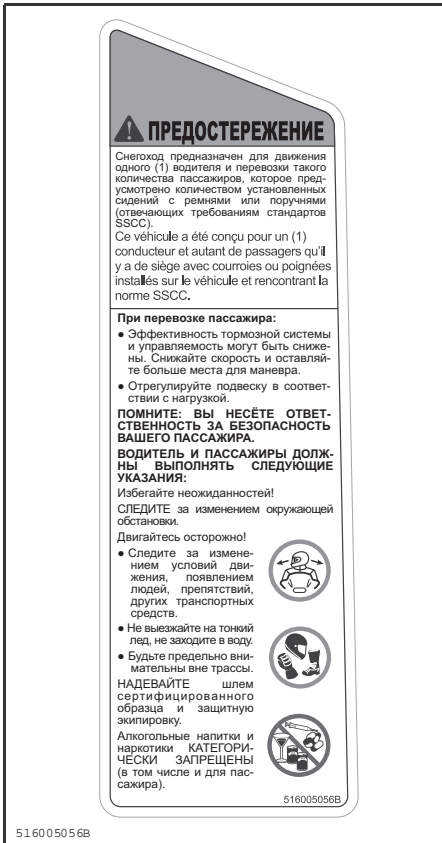 ПРЕДОСТЕРЕЖЕНИЕ
Снегоход предназначен для движения
одного (1) водителя и перевозки такого
количества пассажиров, которое пред-
усмотрено количеством установленных
сидений с ремнями или поручнями
(отвечающих требованиям стандартов
SSCC).
Ce véhicule a été conçu pour un (1)
conducteur et autant de passagers qu'il
y a de siège avec courroies ou poignées
installés sur le véhicule et rencontrant la
norme SSCC.
При перевозке пассажира:
● Эффективность тормозной системы
и управляемость могут быть сниже-
ны. Снижайте скорость и оставляй-
те больше места для маневра.
● Отрегулируйте подвеску в соответ-
ствии с нагрузкой.
ПОМНИТЕ: ВЫ НЕСЁТЕ ОТВЕТ-
СТВЕННОСТЬ ЗА БЕЗОПАСНОСТЬ
ВАШЕГО ПАССАЖИРА.
ВОДИТЕЛЬ И ПАССАЖИРЫ ДОЛЖ-
НЫ ВЫПОЛНЯТЬ СЛЕДУЮЩИЕ
УКАЗАНИЯ:
Избегайте неожиданностей!
СЛЕДИТЕ за изменением окружающей
обстановки.
Двигайтесь осторожно!
● Следите за измене-
нием условий дви-
жения, появлением
людей, препятствий,
других транспортных
средств.
● Не выезжайте на тонкий
лед, не заходите в воду.
● Будьте предельно вни-
мательны вне трассы.
НАДЕВАЙТЕ шлем
сертифицированного
образца и защитную
экипировку.
Алкогольные напитки и
наркотики КАТЕГОРИ-
ЧЕСКИ ЗАПРЕЩЕНЫ
(в том числе и для пас-
сажира).
516005056B
516005056B